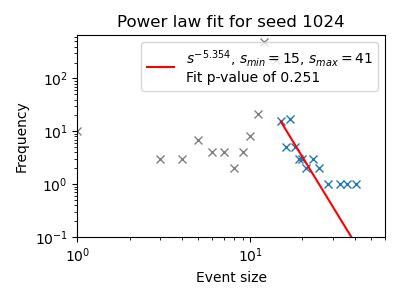 Power law fit for seed 1024
$s^{-5.354}$, $s_{min} = 15$, $s_{max} = 41$
Fit p-value of 0.251
Frequency
$10^2$
$10^1$
$10^0$
$10^{-1}$
$10^0$
$10^1$
Event size